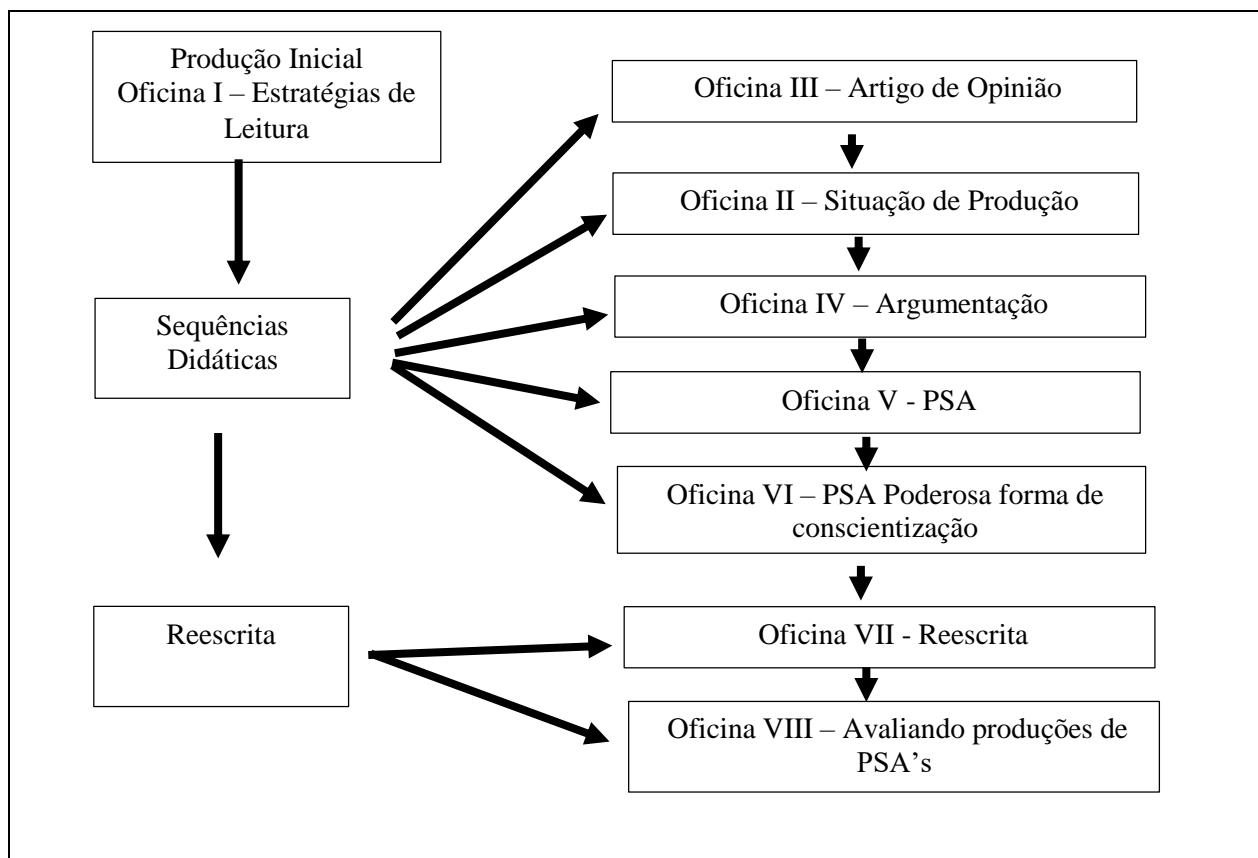 Produção Inicial
Oficina I – Estratégias de
Leitura
Sequências
Didáticas
Reescrita
Oficina III – Artigo de Opinião
Oficina II – Situação de Produção
Oficina IV – Argumentação
Oficina V - PSA
Oficina VI – PSA Poderosa forma de
conscientização
Oficina VII - Reescrita
Oficina VIII – Avaliando produções de
PSA’s